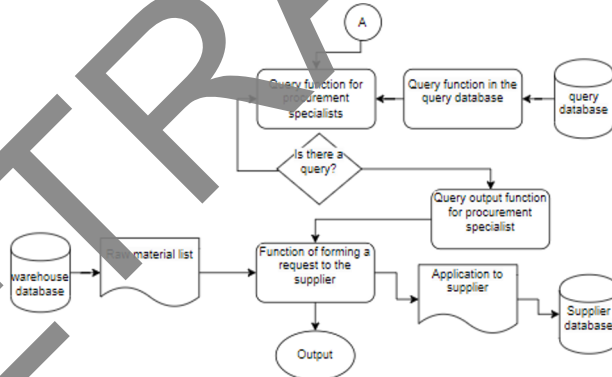 A
Query function for
procurement
specialists
Query function in the
query database
query
database
Is there a
query?
Query output function
for procurement
specialist
warehouse
database
Raw material list
Function of forming a
request to the
supplier
Application to
supplier
Supplier
database
Output
TRA